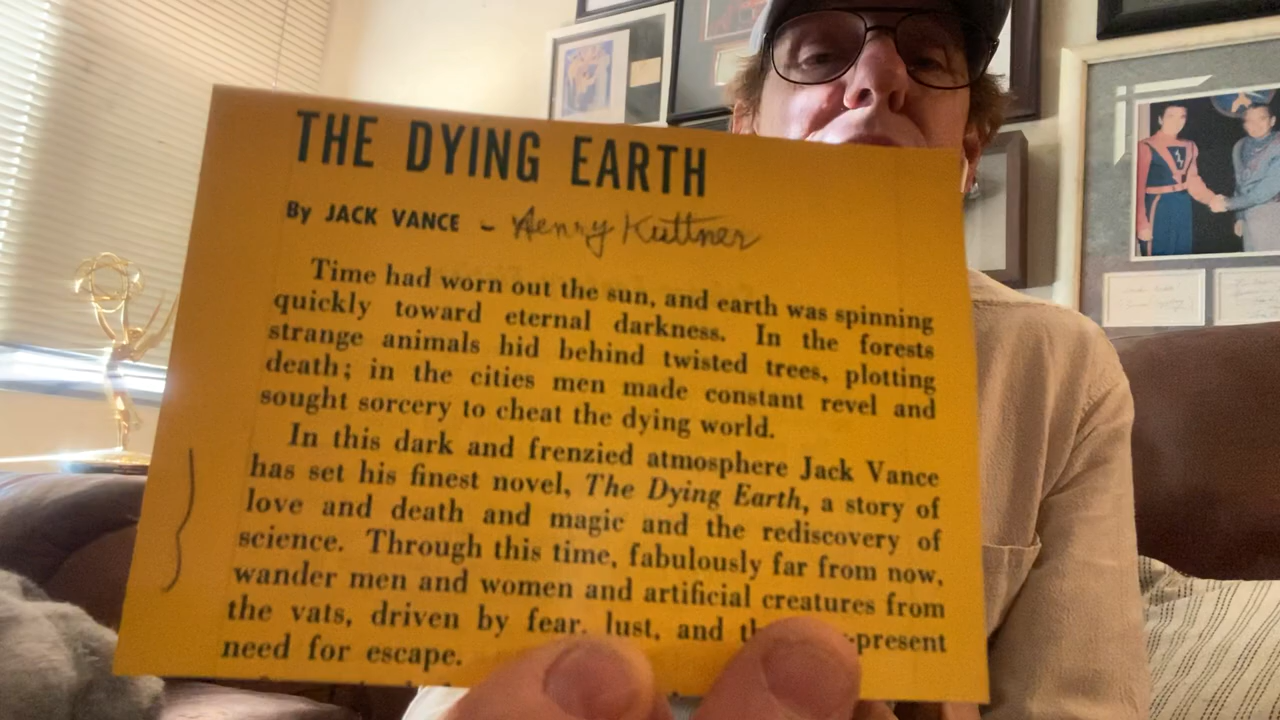 THE DYING EARTH
By JACK VANCE - Henry Kuttner
Time had worn out the sun, and earth was spinning
quickly toward eternal darkness. In the forests
strange animals hid behind twisted trees, plotting
death; in the cities men made constant revel and
sought sorcery to cheat the dying world.
In this dark and frenzied atmosphere Jack Vance
has set his finest novel, The Dying Earth, a story of
love and death and magic and the rediscovery of
science. Through this time, fabulously far from now,
wander men and women and artificial creatures from
the vats, driven by fear, lust, and -present
need for escape.